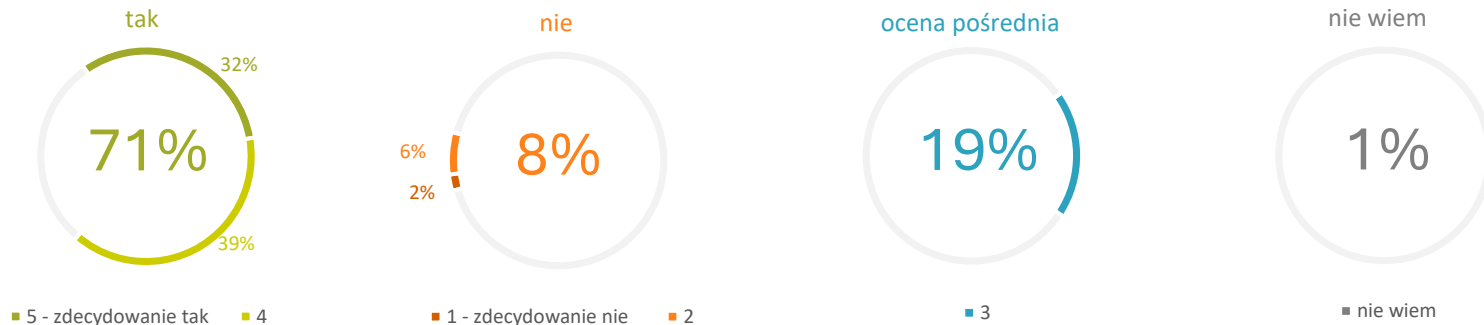 tak
32%
71%
39%
5 - zdecydowanie tak 4
nie
6%
8%
2%
1 - zdecydowanie nie 2
ocena pośrednia
19%
3
nie wiem
1%
nie wiem